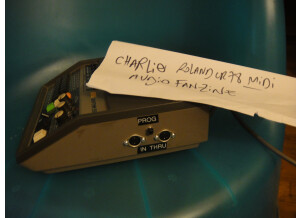 CHARLIE ROLAND CR78 MiDi
AUDIO FANZINE
PROG
IN THRU